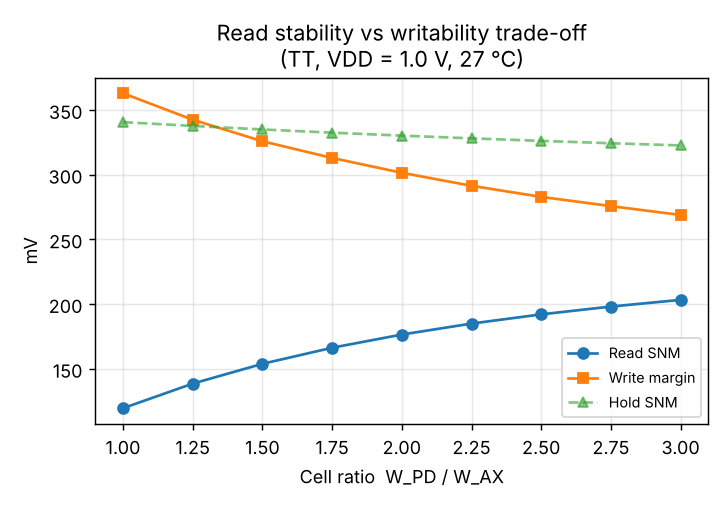 Read stability vs writability trade-off
(TT, VDD = 1.0 V, 27 °C)
mV
350
300
250
200
150
Read SNM
Write margin
Hold SNM
1.00 1.25 1.50 1.75 2.00 2.25 2.50 2.75 3.00
Cell ratio  W_PD / W_AX